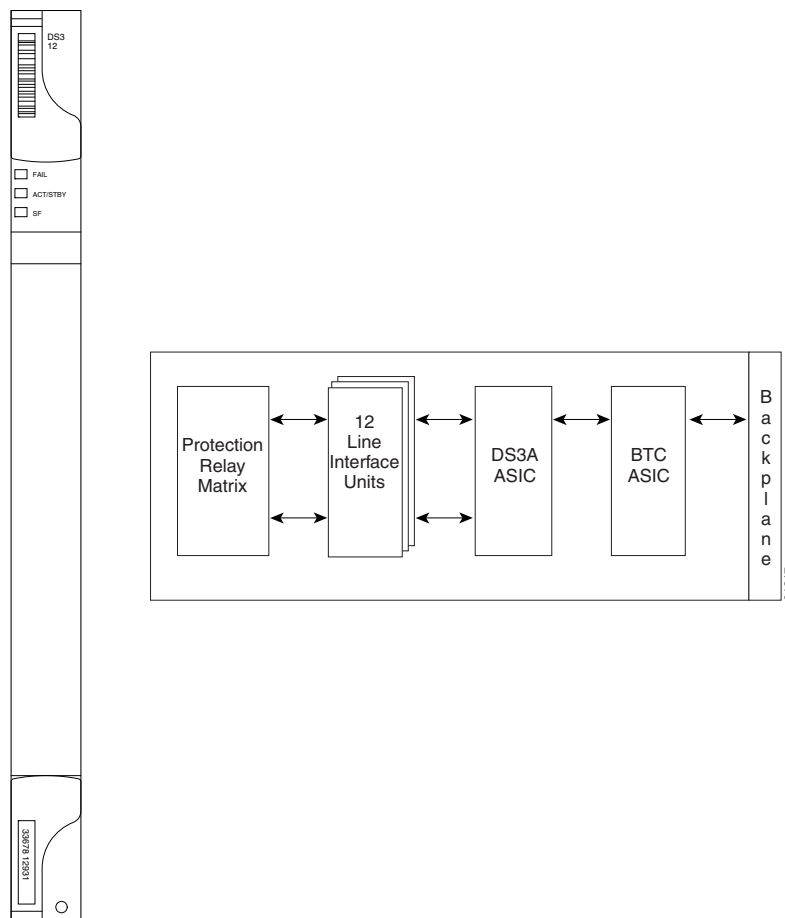 DS3
12
FAIL
ACT/STBY
SF
33678 12931
Protection
Relay
Matrix
12
Line
Interface
Units
DS3A
ASIC
BTC
ASIC
Backplane